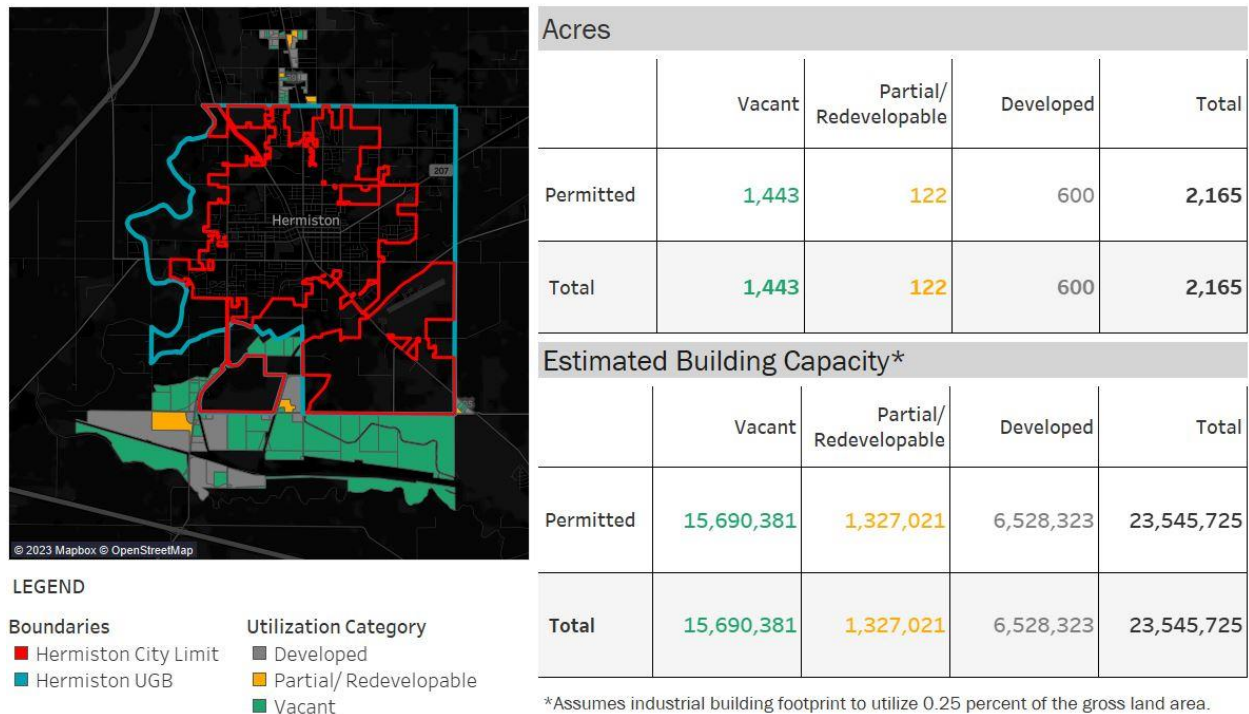 207
Hermiston
© 2023 Mapbox © OpenStreetMap
LEGEND
Boundaries
Hermiston City Limit
Hermiston UGB
Utilization Category
Developed
Partial/ Redevelopable
Vacant
Acres
Vacant Partial/ Redevelopable Developed Total
Permitted 1,443 122 600 2,165
Total 1,443 122 600 2,165
Estimated Building Capacity*
Vacant Partial/ Redevelopable Developed Total
Permitted 15,690,381 1,327,021 6,528,323 23,545,725
Total 15,690,381 1,327,021 6,528,323 23,545,725
*Assumes industrial building footprint to utilize 0.25 percent of the gross land area.